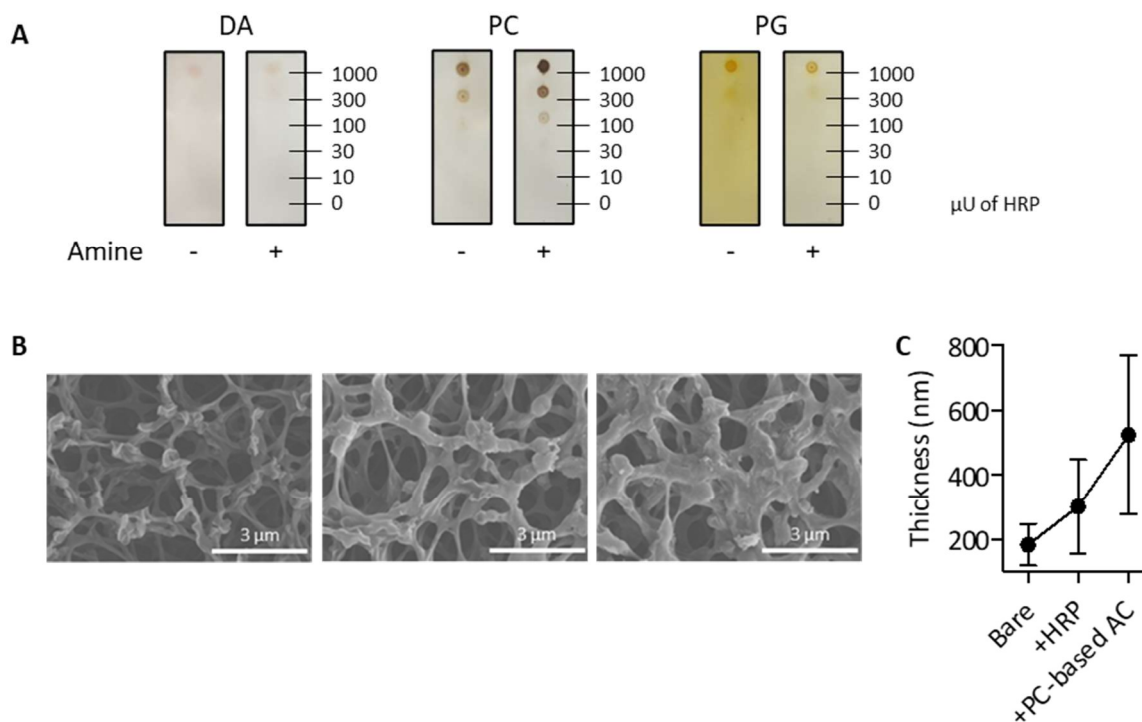 A
DA
PC
PG
1000
300
100
30
10
0
1000
300
100
30
10
0
1000
300
100
30
10
0
μU of HRP
Amine - + - + - +
B
3 μm
3 μm
3 μm
C
Thickness (nm)
800
600
400
200
Bare
+HRP
+PC-based AC